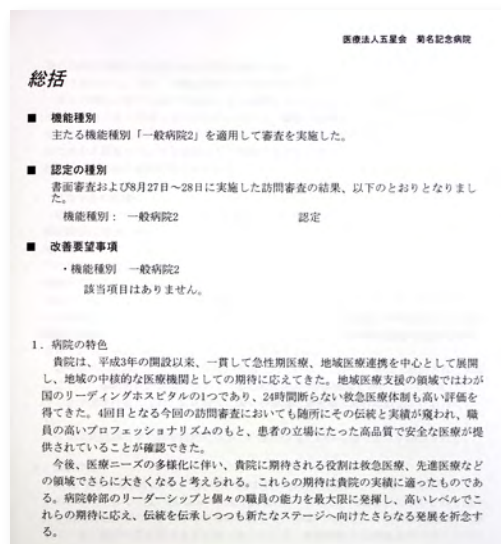 医療法人五星会　菊名記念病院
総括
■　機能種別
主たる機能種別「一般病院2」を適用して審査を実施した。
■　認定の種別
書面審査および8月27日～28日に実施した訪問審査の結果、以下のとおりとなりまし
た。
機能種別：　一般病院2　　　　認定
■　改善要望事項
・機能種別　一般病院2
該当項目はありません。
1．病院の特色
貴院は、平成3年の開設以来、一貫して急性期医療、地域医療連携を中心として展開
し、地域の中核的な医療機関としての期待に応えてきた。地域医療支援の領域ではわが
国のリーディングホスピタルの1つであり、24時間断らない救急医療体制も高い評価を
得てきた。4回目となる今回の訪問審査においても随所にその伝統と実績が窺われ、職
員の高いプロフェッショナリズムのもと、患者の立場にたった高品質で安全な医療が提
供されていることが確認できた。
今後、医療ニーズの多様化に伴い、貴院に期待される役割は救急医療、先進医療など
の領域でさらに大きくなると考えられる。これらの期待は貴院の実績に適ったものであ
る。病院幹部のリーダーシップと個々の職員の能力を最大限に発揮し、高いレベルでこ
れらの期待に応え、伝統を伝承しつつも新たなステージへ向けたさらなる発展を祈念す
る。